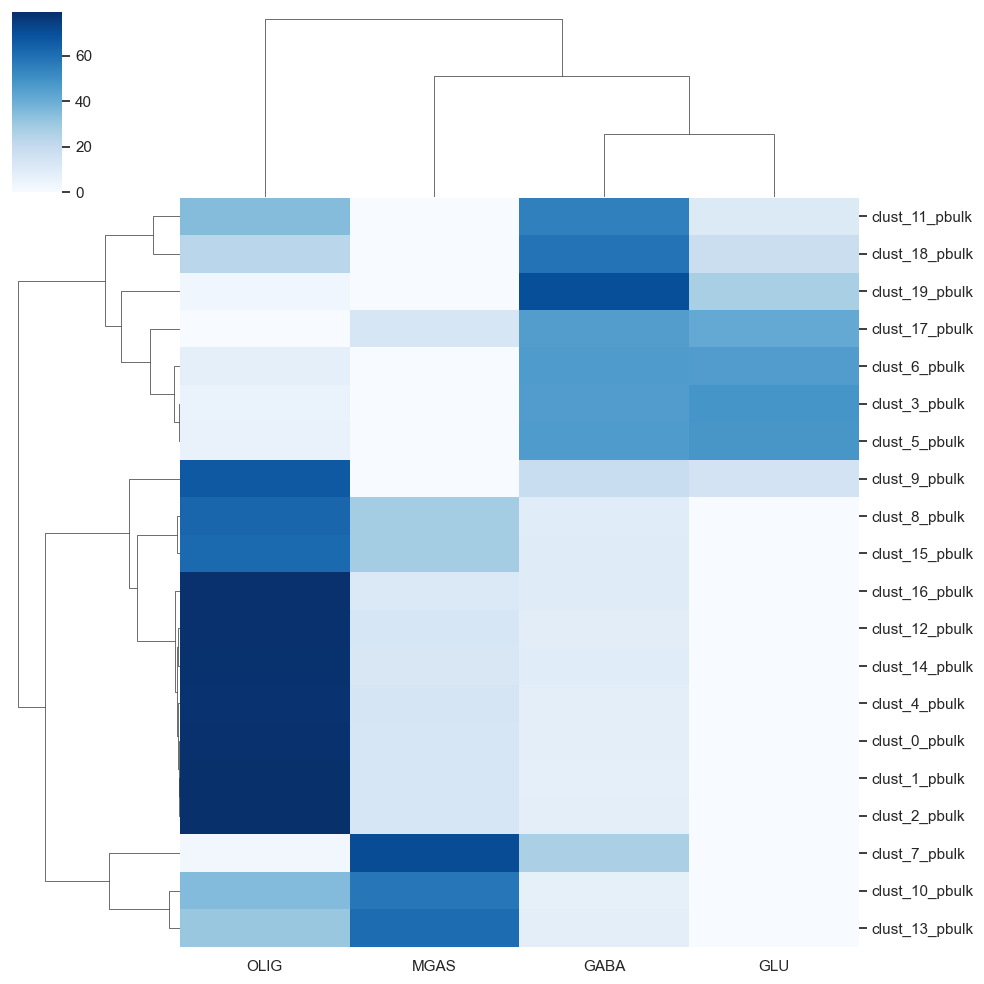 60
40
20
0
clust_11_pbulk
clust_18_pbulk
clust_19_pbulk
clust_17_pbulk
clust_6_pbulk
clust_3_pbulk
clust_5_pbulk
clust_9_pbulk
clust_8_pbulk
clust_15_pbulk
clust_16_pbulk
clust_12_pbulk
clust_14_pbulk
clust_4_pbulk
clust_0_pbulk
clust_1_pbulk
clust_2_pbulk
clust_7_pbulk
clust_10_pbulk
clust_13_pbulk
OLIG MGAS GABA GLU